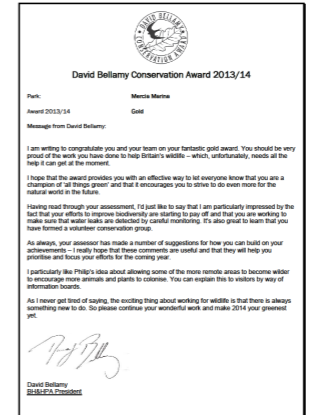 DAVID BELLAMY
CONSERVATION AWARD
David Bellamy Conservation Award 2013/14
Park: Mercia Marina
Award 2013/14 Gold
Message from David Bellamy:
I am writing to congratulate you and your team on your fantastic gold award. You should be very
proud of the work you have done to help Britain's wildlife – which, unfortunately, needs all the
help it can get at the moment.
I hope that the award provides you with an effective way to let everyone know that you are a
champion of 'all things green' and that it encourages you to strive to do even more for the
natural world in the future.
Having read through your assessment, I'd just like to say that I am particularly impressed by the
fact that your efforts to improve biodiversity are starting to pay off and that you are working to
make sure that water leaks are detected by careful monitoring. It's also great to learn that you
have formed a volunteer conservation group.
As always, your assessor has made a number of suggestions for how you can build on your
achievements – I really hope that these comments are useful and that they will help you
prioritise and focus your efforts for the coming year.
I particularly like Philip's idea about allowing some of the more remote areas to become wilder
to encourage more animals and plants to colonise. You can explain this to visitors by way of
information boards.
As I never get tired of saying, the exciting thing about working for wildlife is that there is always
something new to do. So please continue your wonderful work and make 2014 your greenest
yet.
David Bellamy
David Bellamy
BH&HPA President